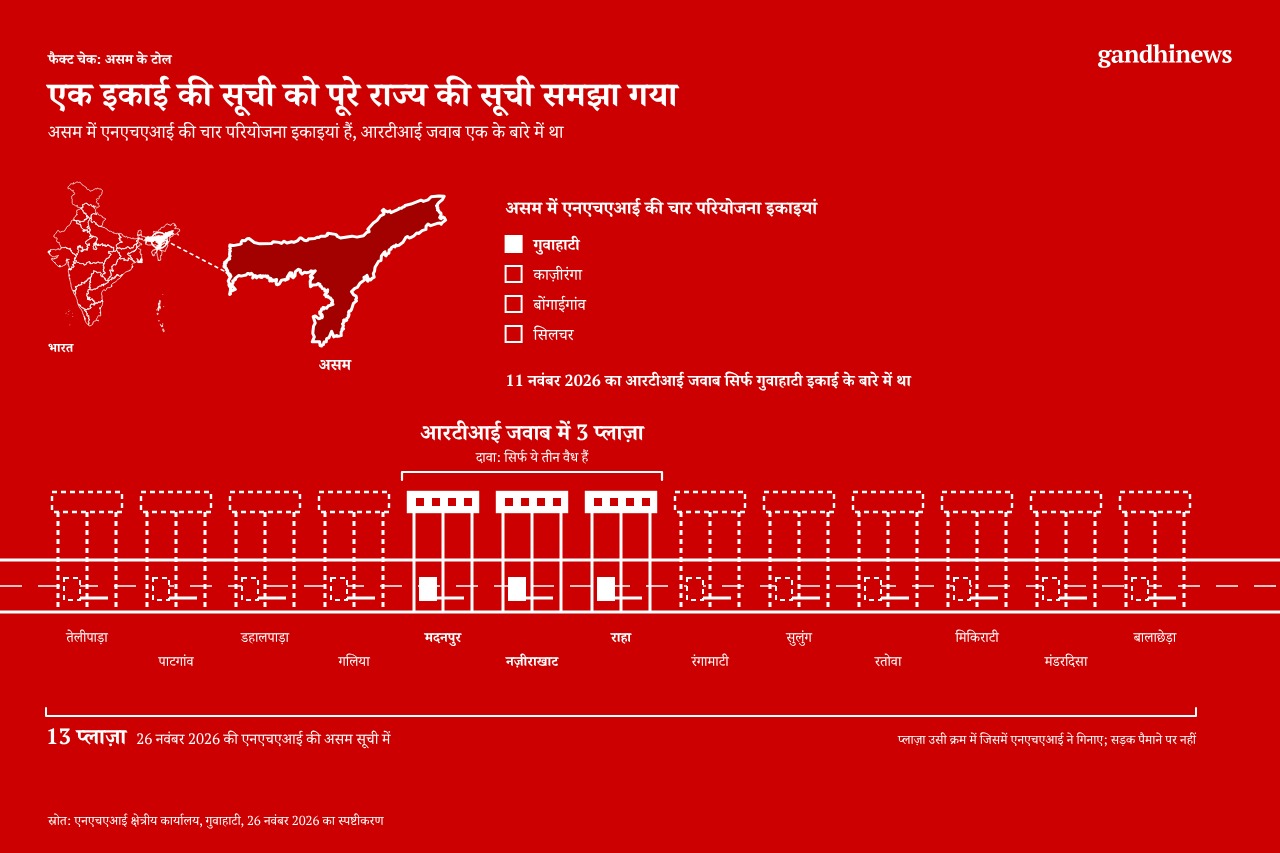 फैक्ट चेक: असम के टोल
gandhinews
एक इकाई की सूची को पूरे राज्य की सूची समझा गया
असम में एनएचएआई की चार परियोजना इकाइयां हैं, आरटीआई जवाब एक के बारे में था
असम में एनएचएआई की चार परियोजना इकाइयां
गुवाहाटी
काज़ीरंगा
बोंगाईगांव
सिलचर
भारत
असम
11 नवंबर 2026 का आरटीआई जवाब सिर्फ गुवाहाटी इकाई के बारे में था
आरटीआई जवाब में 3 प्लाज़ा
दावा: सिर्फ ये तीन वैध हैं
तेलीपाड़ा
पाटगांव
डहालपाड़ा
गलिया
मदनपुर
नज़ीराखाट
राहा
रंगामाटी
सुलुंग
रतोवा
मिकिराटी
मंडरदिसा
बालाछेड़ा
13 प्लाज़ा 26 नवंबर 2026 की एनएचएआई की असम सूची में
प्लाज़ा उसी क्रम में जिसमें एनएचएआई ने गिनाए; सड़क पैमाने पर नहीं
स्रोत: एनएचएआई क्षेत्रीय कार्यालय, गुवाहाटी, 26 नवंबर 2026 का स्पष्टीकरण